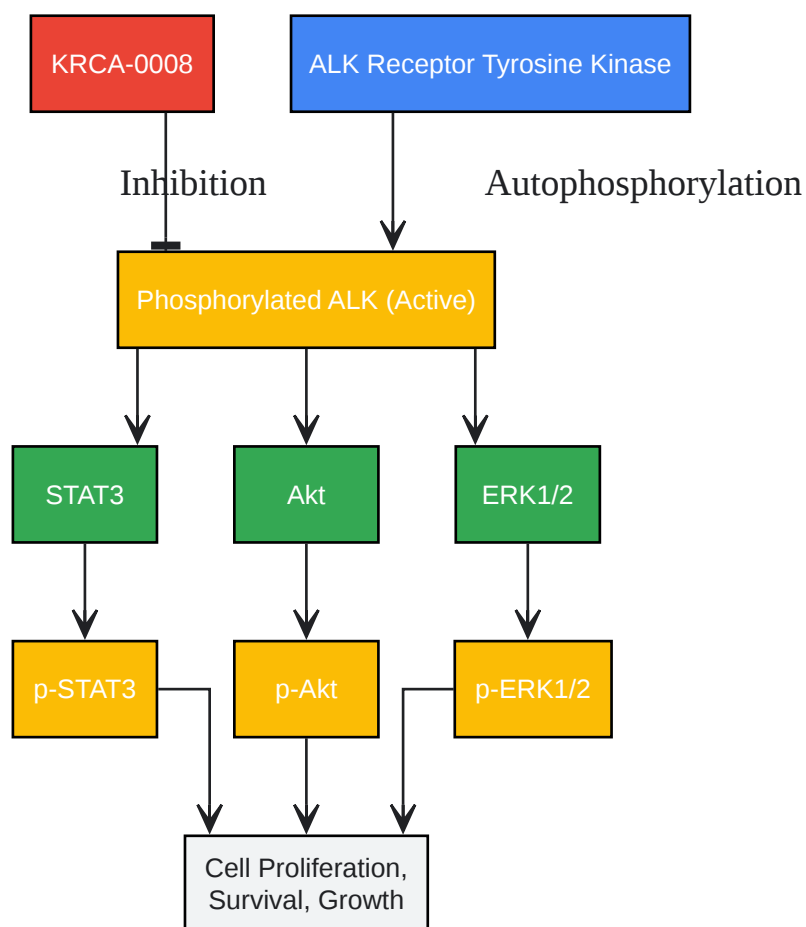 KRCA-0008
ALK Receptor Tyrosine Kinase
Inhibition
Autophosphorylation
Phosphorylated ALK (Active)
STAT3
Akt
ERK1/2
p-STAT3
p-Akt
p-ERK1/2
Cell Proliferation,
Survival, Growth